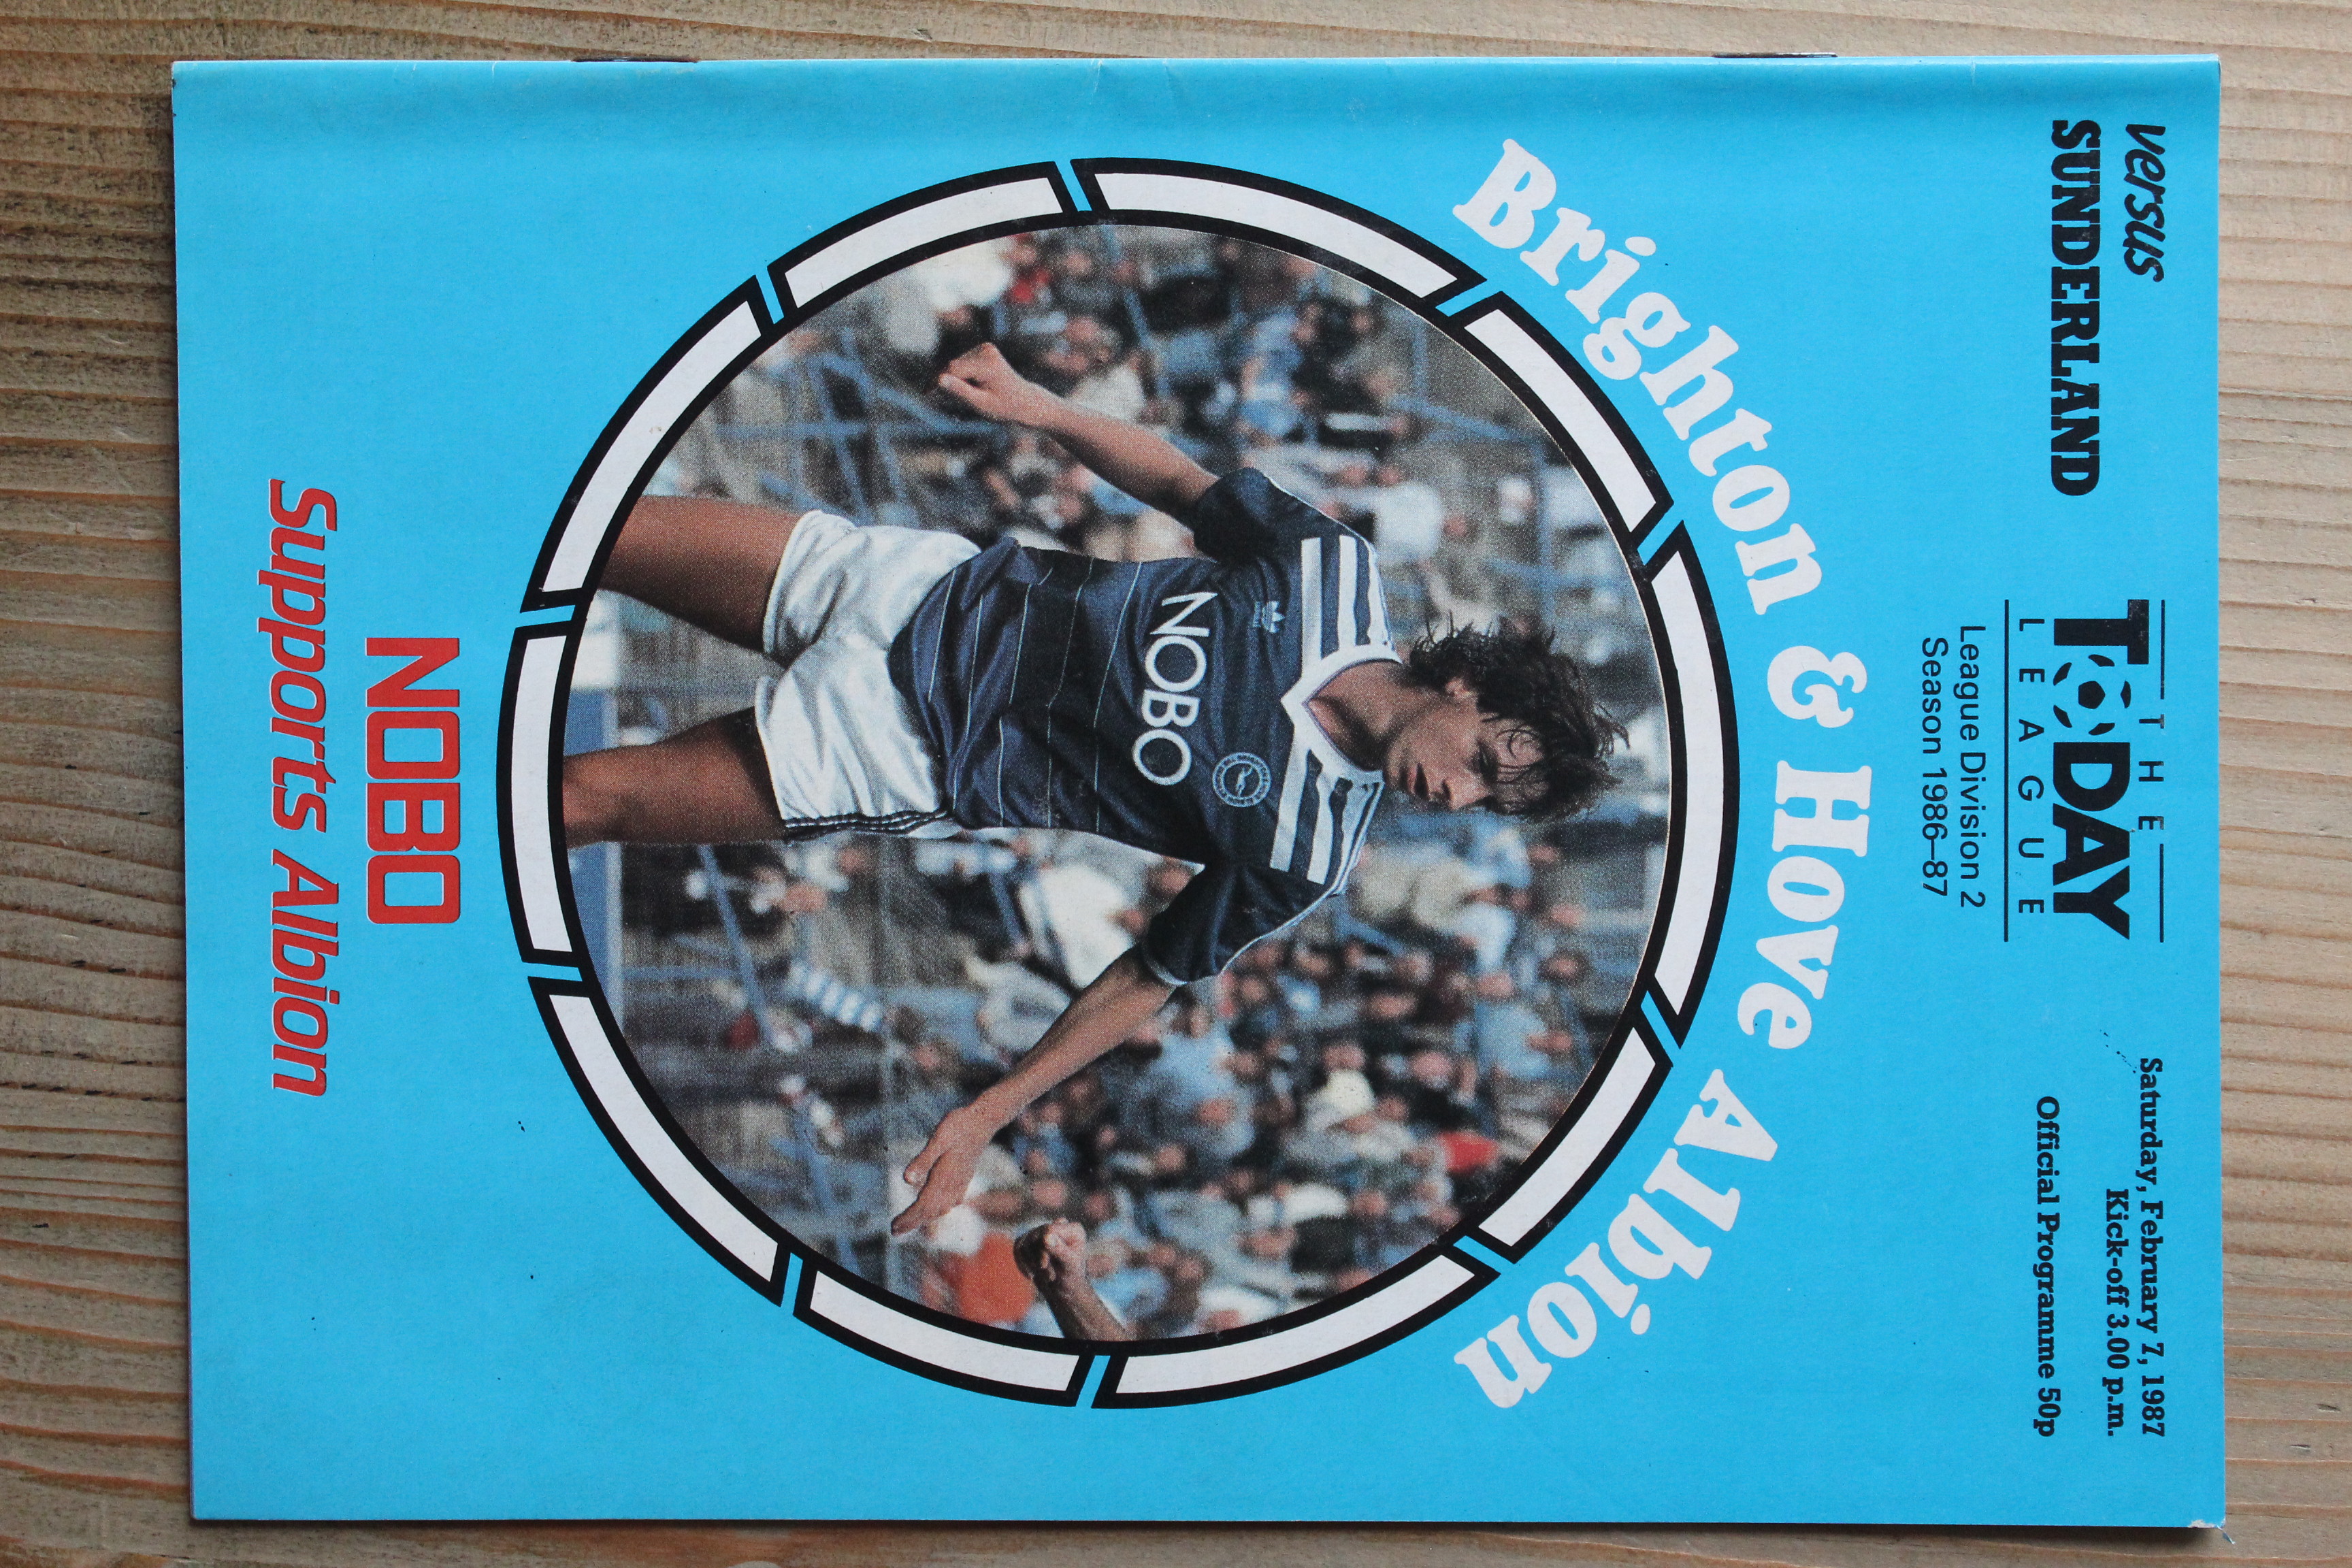 versus
SUNDERLAND
THE
TODAY
LEAGUE
League Division 2
Season 1986–87
Saturday, February 7, 1987
Kick-off 3.00 p.m.
Official Programme 50p
Brighton & Hove Albion
NOBO
NOBO
Supports Albion